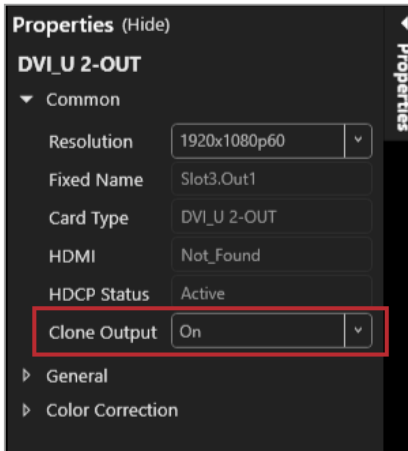 Properties (Hide)
Properties
DVI_U 2-OUT
Common
Resolution 1920x1080p60
Fixed Name Slot3.Out1
Card Type DVI_U 2-OUT
HDMI Not_Found
HDCP Status Active
Clone Output On
General
Color Correction